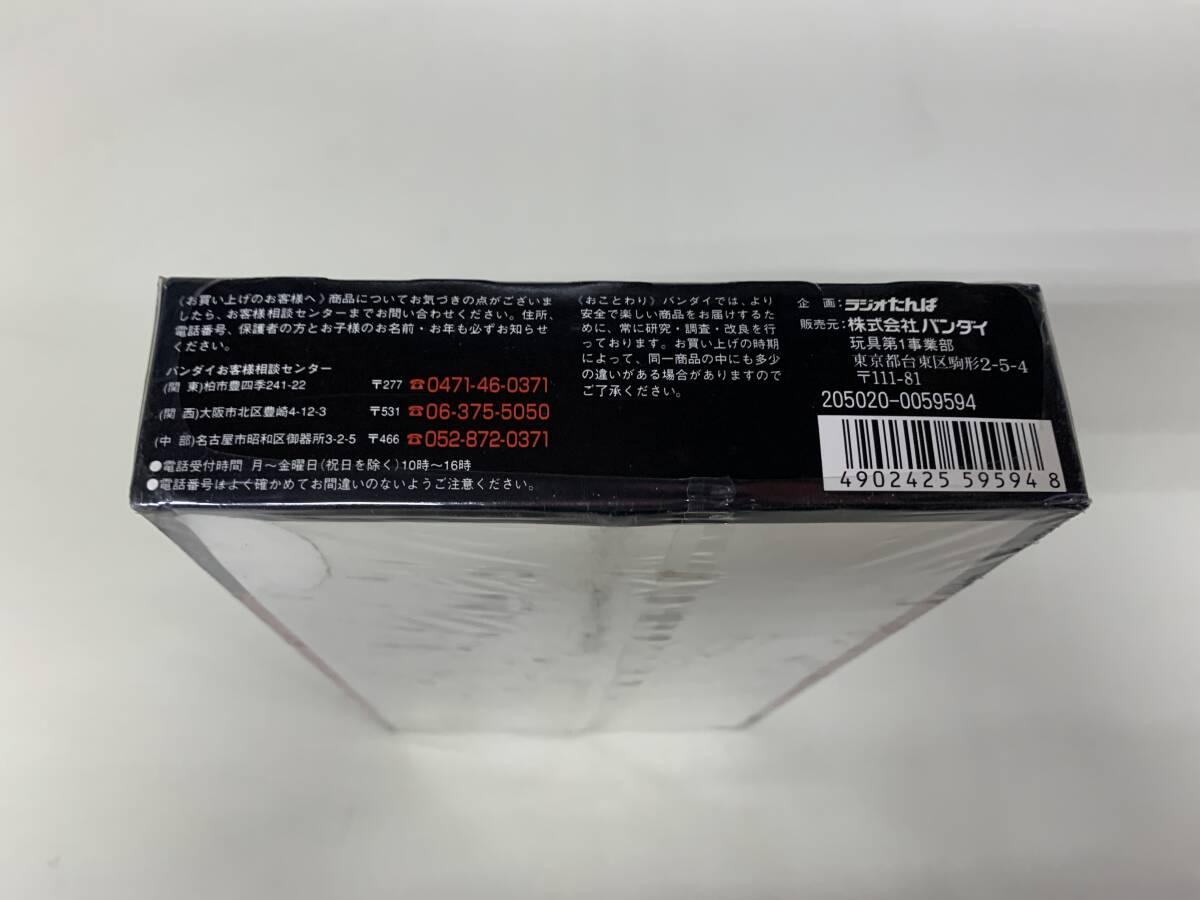 《お買い上げのお客様へ》商品についてお気づきの点がございま
したら、お客様相談センターまでお問い合わせください。住所、
電話番号、保護者の方とお子様のお名前・お年も必ずお知らせ
ください。
バンダイお客様相談センター
(関 東)柏市豊四季241-22 〒277 ☎0471-46-0371
(関 西)大阪市北区豊崎4-12-3 〒531 ☎06-375-5050
(中 部)名古屋市昭和区御器所3-2-5 〒466 ☎052-872-0371
●電話受付時間 月〜金曜日(祝日を除く)10時〜16時
●電話番号はよく確かめてお間違いのないようご注意ください。
《おことわり》バンダイでは、より
安全で楽しい商品をお届けするた
めに、常に研究・調査・改良を行
っております。お買い上げの時期
によって、同一商品の中にも多少
の違いがある場合がありますので
ご了承ください。
企 画:ラジオたんぱ
販売元:株式会社バンダイ
玩具第1事業部
東京都台東区駒形2-5-4
〒111-81
205020-0059594
4902425 595948